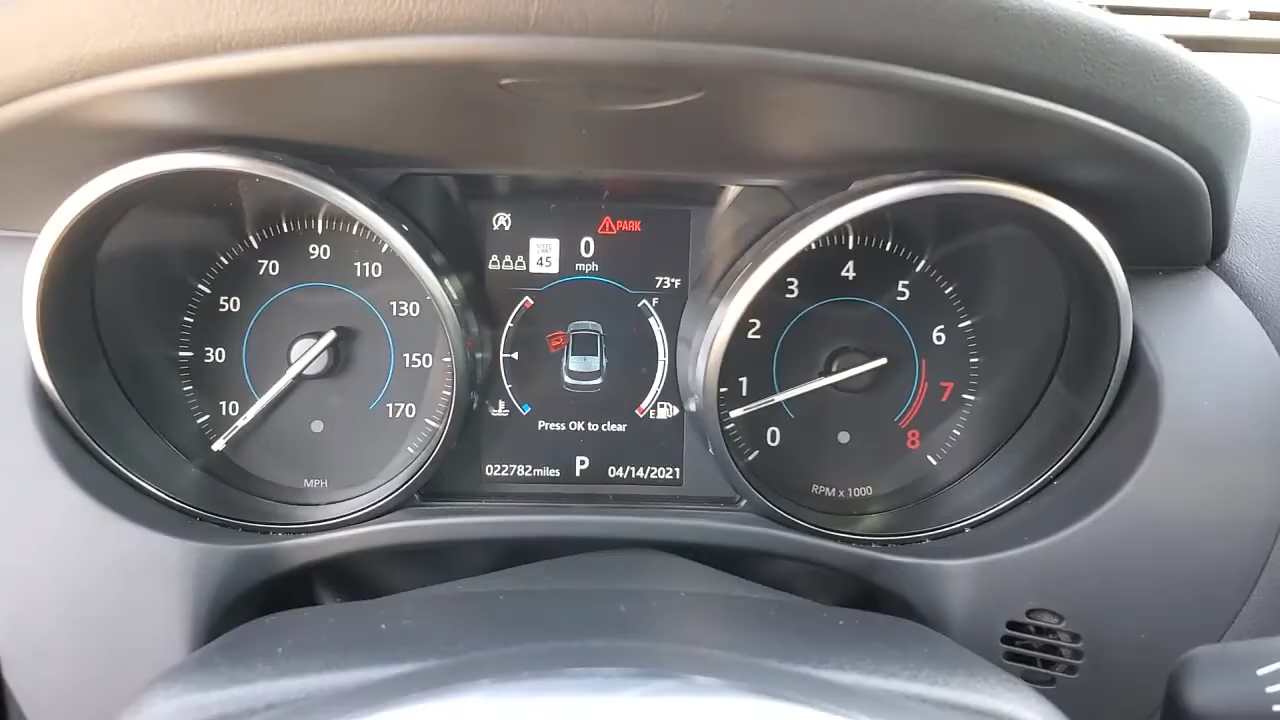 PARK
SPEED LIMIT 45
0
mph
73°F
F
E
Press OK to clear
022782miles
P
04/14/2021
10
30
50
70
90
110
130
150
170
MPH
0
1
2
3
4
5
6
7
8
RPM x 1000